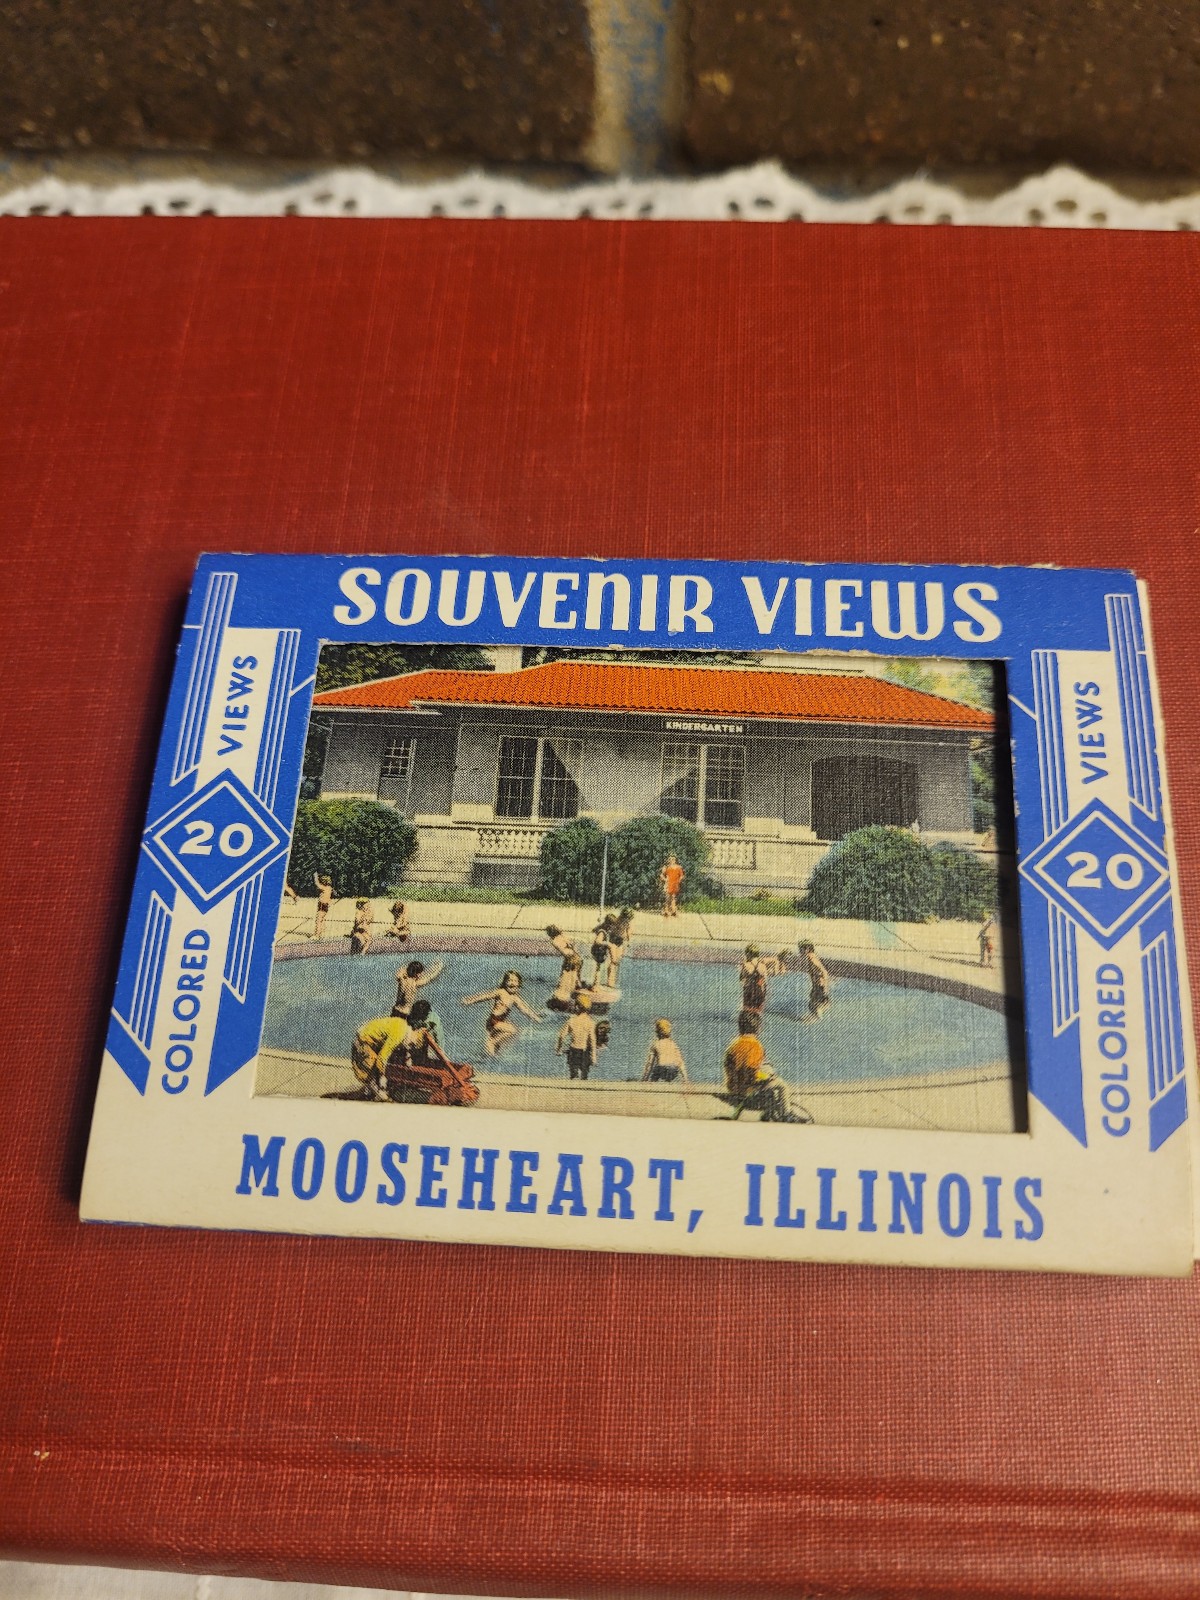 SOUVENIR VIEWS
COLORED 20 VIEWS
KINDERGARTEN
COLORED 20 VIEWS
MOOSEHEART, ILLINOIS